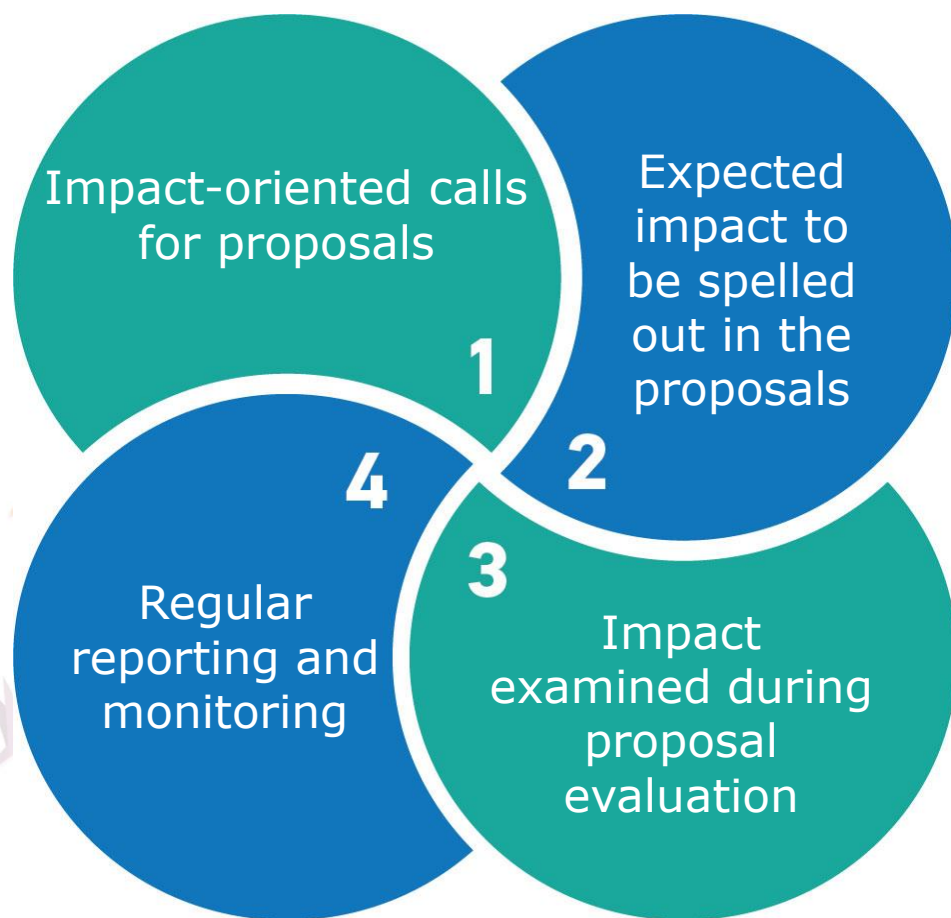 Impact-oriented calls
for proposals
1
Expected
impact to
be spelled
out in the
proposals
2
3
Impact
examined during
proposal
evaluation
4
Regular
reporting and
monitoring